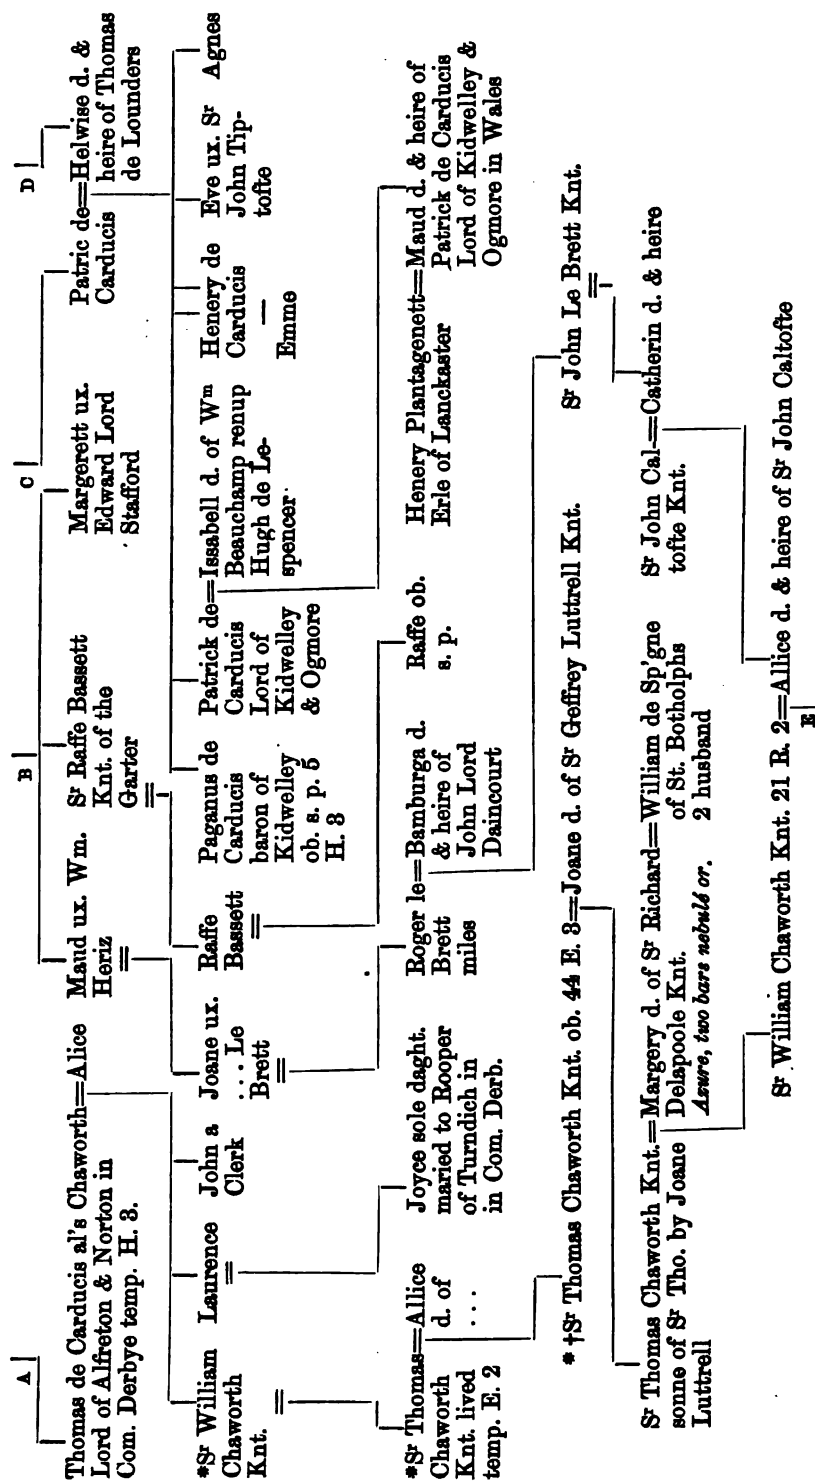 A
B
C
D
Thomas de Carducis al's Chaworth=Alice
Lord of Alfreton & Norton in
Com. Derbye temp. H. 3.
Maud ux. Wm.
Heriz
=
Sr Raffe Bassett
Knt. of the
Garter
=
Margerett ux.
Edward Lord
Stafford
Patric de=Helwise d. &
Carducis heire of Thomas
de Lounders
*Sr William
Chaworth
Knt.
=
Laurence
=
John a
Clerk
Joane ux.
... Le
Brett
=
Raffe
Bassett
=
Paganus de
Carducis
baron of
Kidwelley
ob. s. p. 5
H. 3
Patrick de=Issabell d. of Wm
Carducis Beauchamp renup
Lord of Hugh de Le-
Kidwelley spencer
& Ogmore
Henery de
Carducis
—
Emme
Eve ux. Sr
John Tip-
tofte
Agnes
*Sr Thomas=Allice
Chaworth d. of
Knt. lived ...
temp. E. 2
Joyce sole daght.
maried to Rooper
of Turndich in
in Com. Derb.
Roger le=Bamburga d.
Brett & heire of
miles John Lord
Daincourt
Raffe ob.
s. p.
Henery Plantagenett=Maud d. & heire of
Erle of Lanckaster Patrick de Carducis
Lord of Kidwelley &
Ogmore in Wales
*†Sr Thomas Chaworth Knt. ob. 44 E. 3=Joane d. of Sr Geffrey Luttrell Knt.
Sr John Le Brett Knt.
=
Sr Thomas Chaworth Knt.=Margery d. of Sr Richard=William de Sp'gne
sonne of Sr Tho. by Joane Delapoole Knt. of St. Botholphs
Luttrell Azure, two bars nebulé or. 2 husband
Sr John Cal-=Catherin d. & heire
tofte Knt.
Sr William Chaworth Knt. 21 R. 2=Allice d. & heire of Sr John Caltofte
E